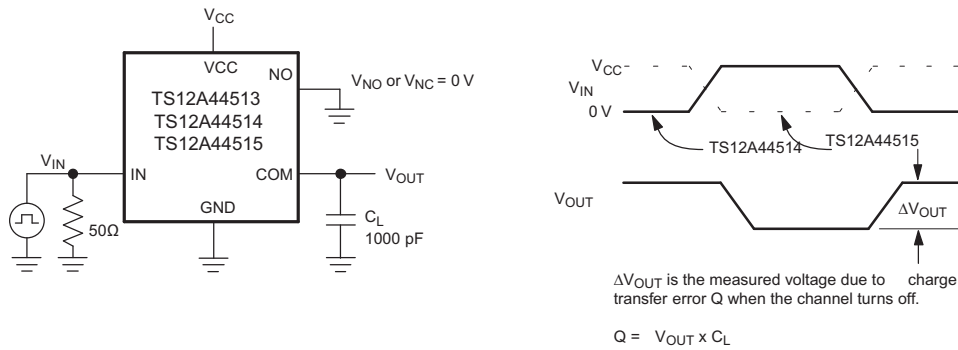 VCC
VCC
NO
VNO or VNC = 0 V
TS12A44513
TS12A44514
TS12A44515
VIN
IN
COM
VOUT
GND
50Ω
CL
1000 pF
VCC
VIN
0 V
TS12A44514
TS12A44515
VOUT
ΔVOUT
ΔVOUT is the measured voltage due to charge
transfer error Q when the channel turns off.
Q = VOUT x CL